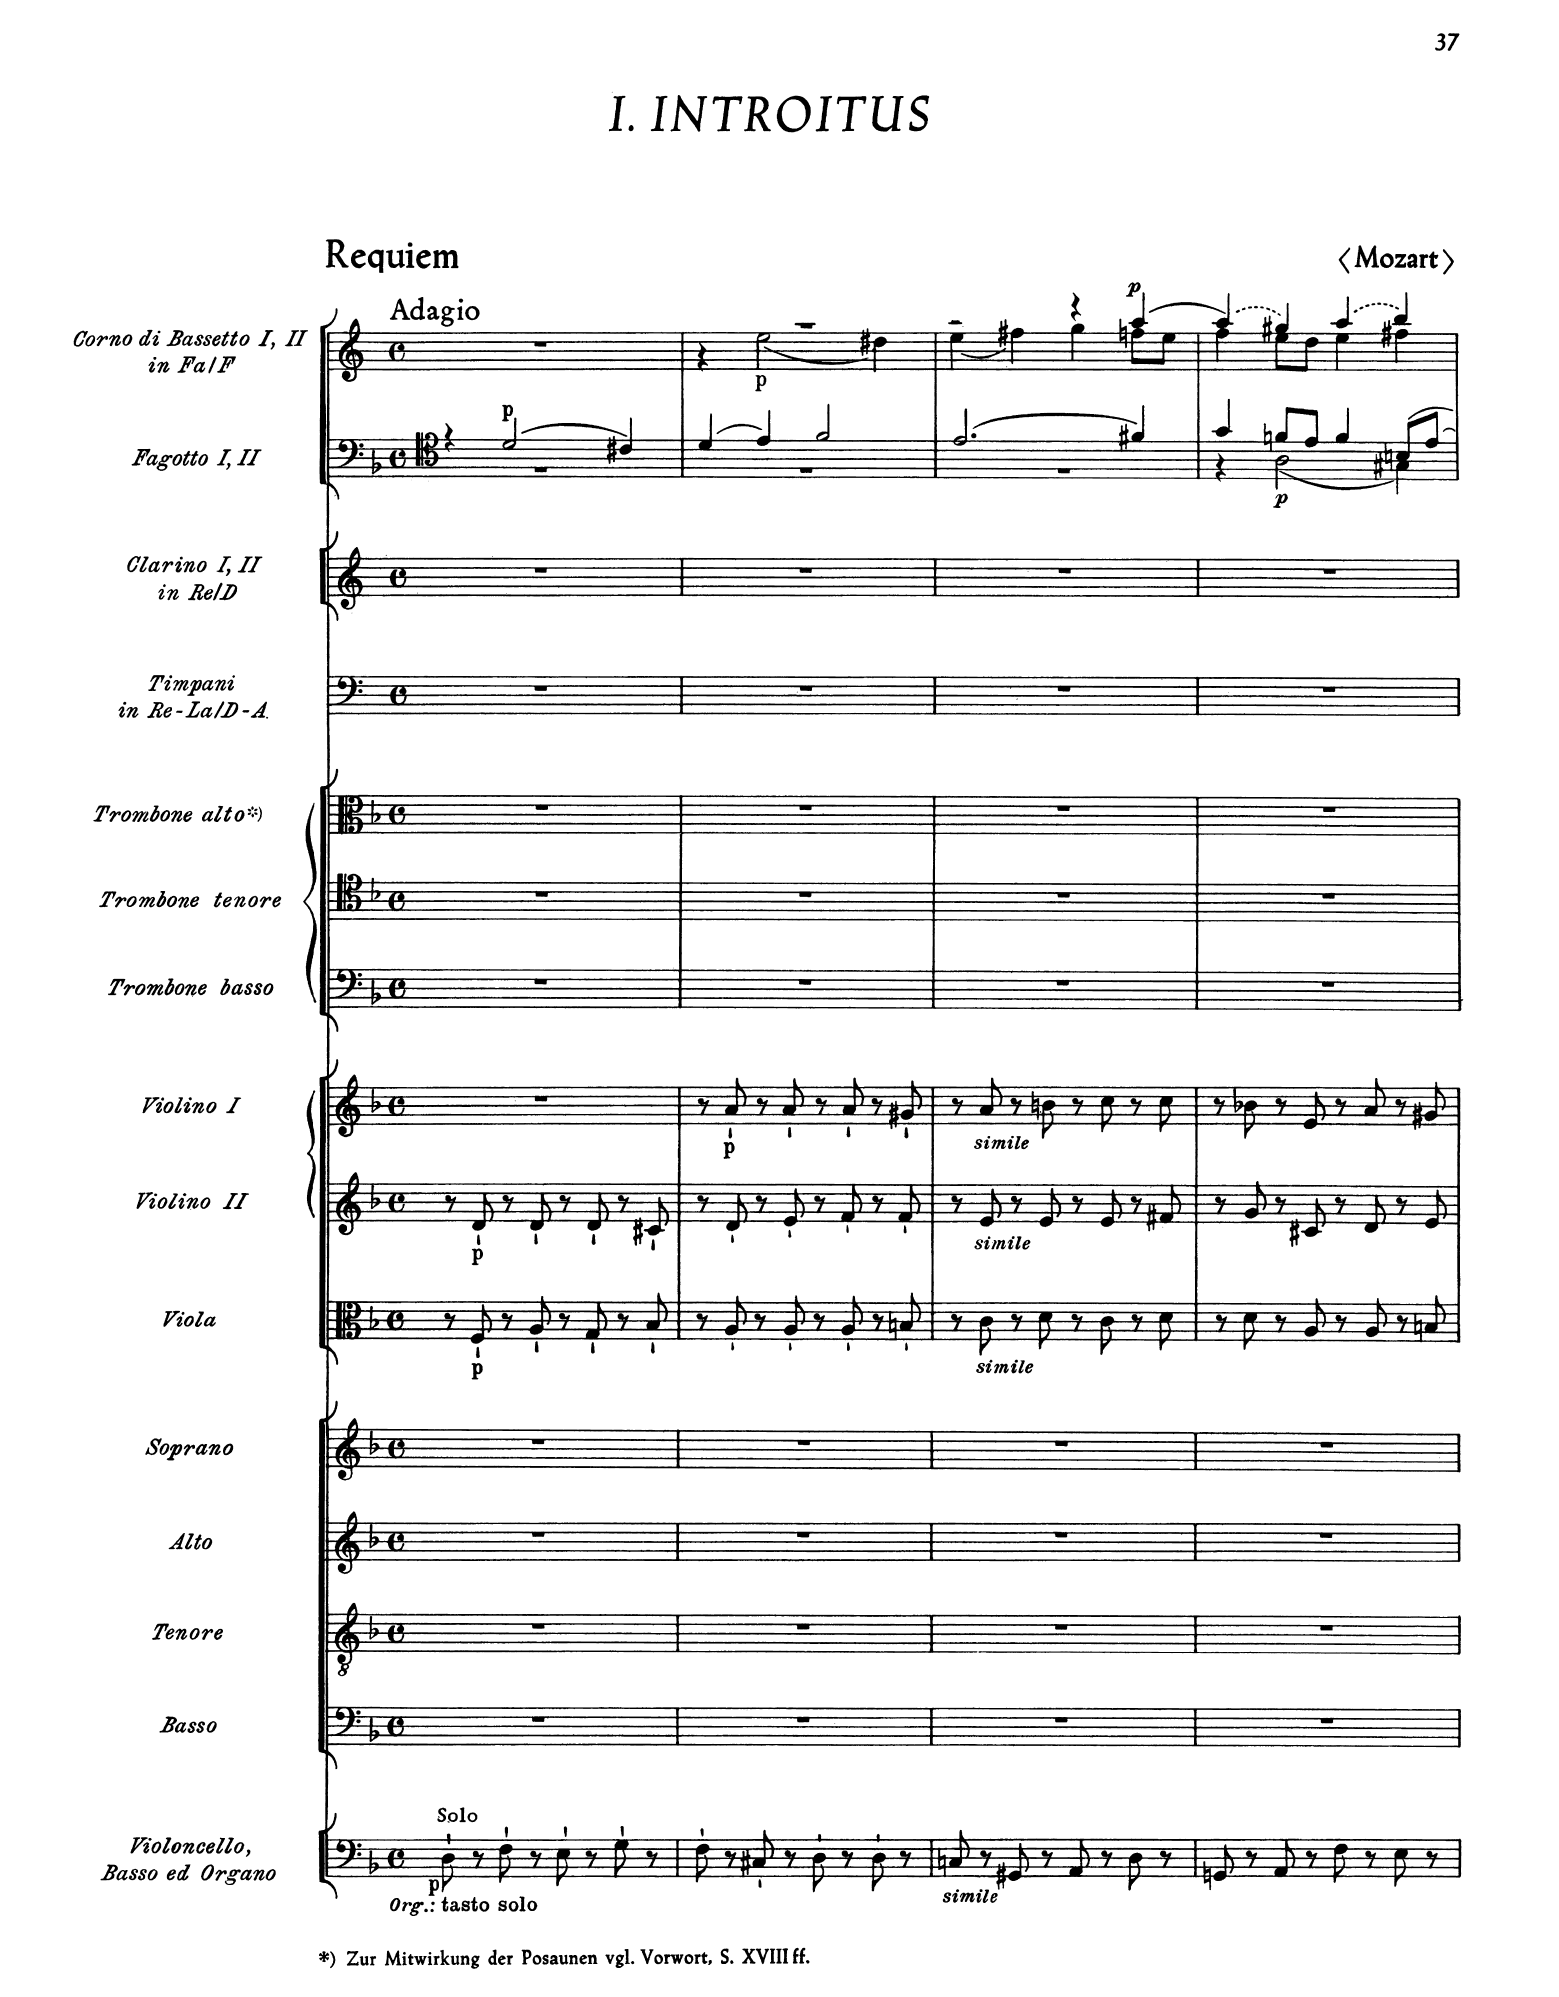 37
I. INTROITUS
Requiem
〈Mozart〉
Adagio
Corno di Bassetto I, II
in Fa/F
p
p
p
Fagotto I, II
p
Clarino I, II
in Re/D
Timpani
in Re-La/D-A.
Trombone alto*)
Trombone tenore
Trombone basso
Violino I
p
simile
Violino II
p
simile
Viola
p
simile
Soprano
Alto
Tenore
8
Basso
Solo
Violoncello,
Basso ed Organo
p
simile
Org.: tasto solo
*) Zur Mitwirkung der Posaunen vgl. Vorwort, S. XVIII ff.